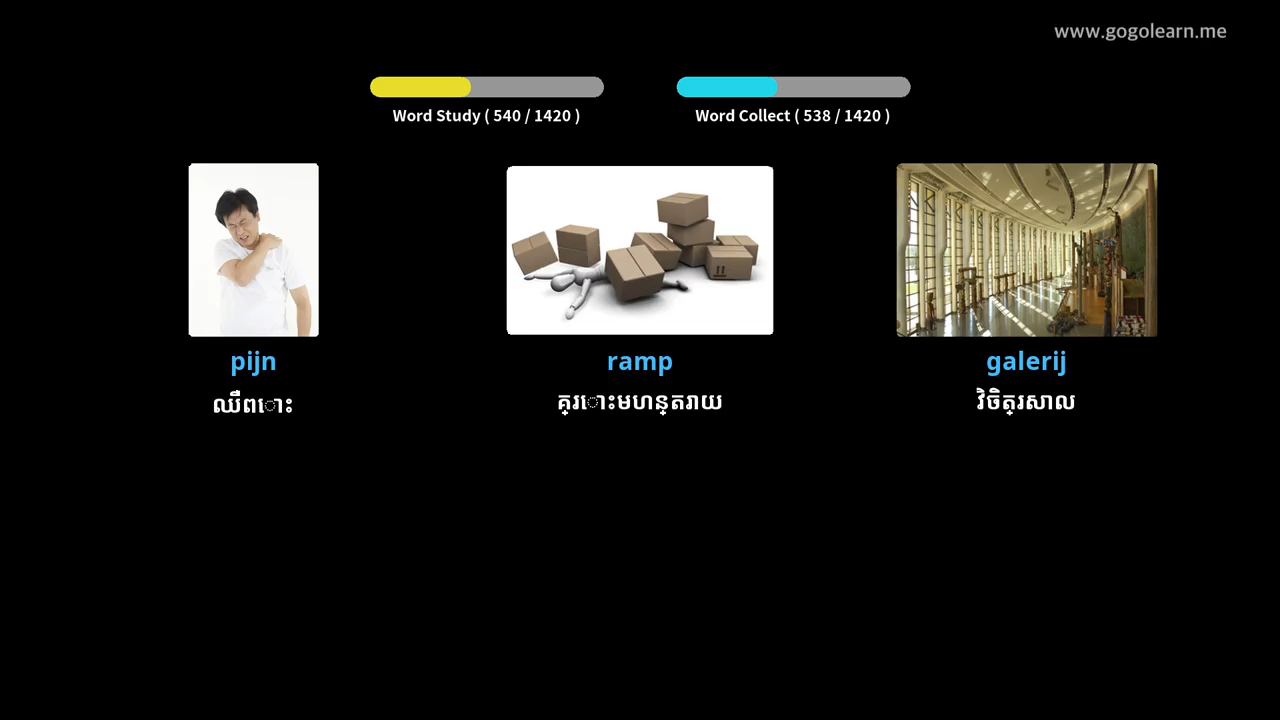 www.gogolearn.me
Word Study ( 540 / 1420 )
Word Collect ( 538 / 1420 )
pijn
ramp
galerij
ឈឺពោះ
គ្រោះមហន្តរាយ
វិចិត្រសាល